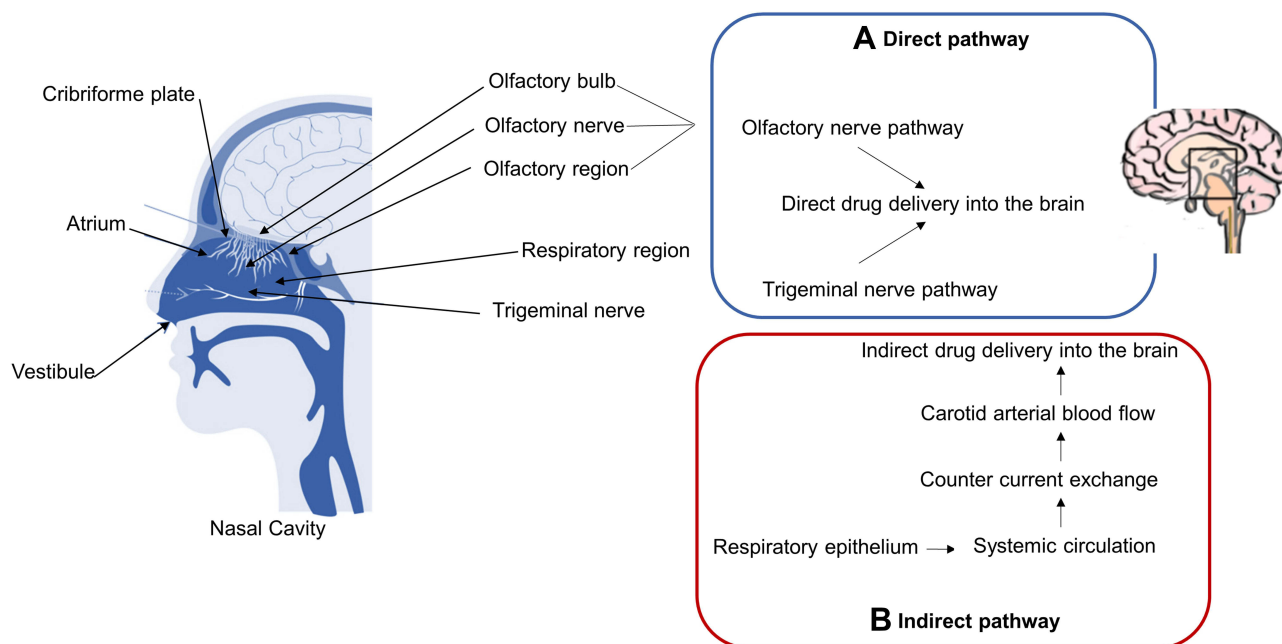 Cribriforme plate
Atrium
Vestibule
Nasal Cavity
Olfactory bulb
Olfactory nerve
Olfactory region
Respiratory region
Trigeminal nerve
A Direct pathway
Olfactory nerve pathway
Direct drug delivery into the brain
Trigeminal nerve pathway
Indirect drug delivery into the brain
Carotid arterial blood flow
Counter current exchange
Respiratory epithelium
Systemic circulation
B Indirect pathway